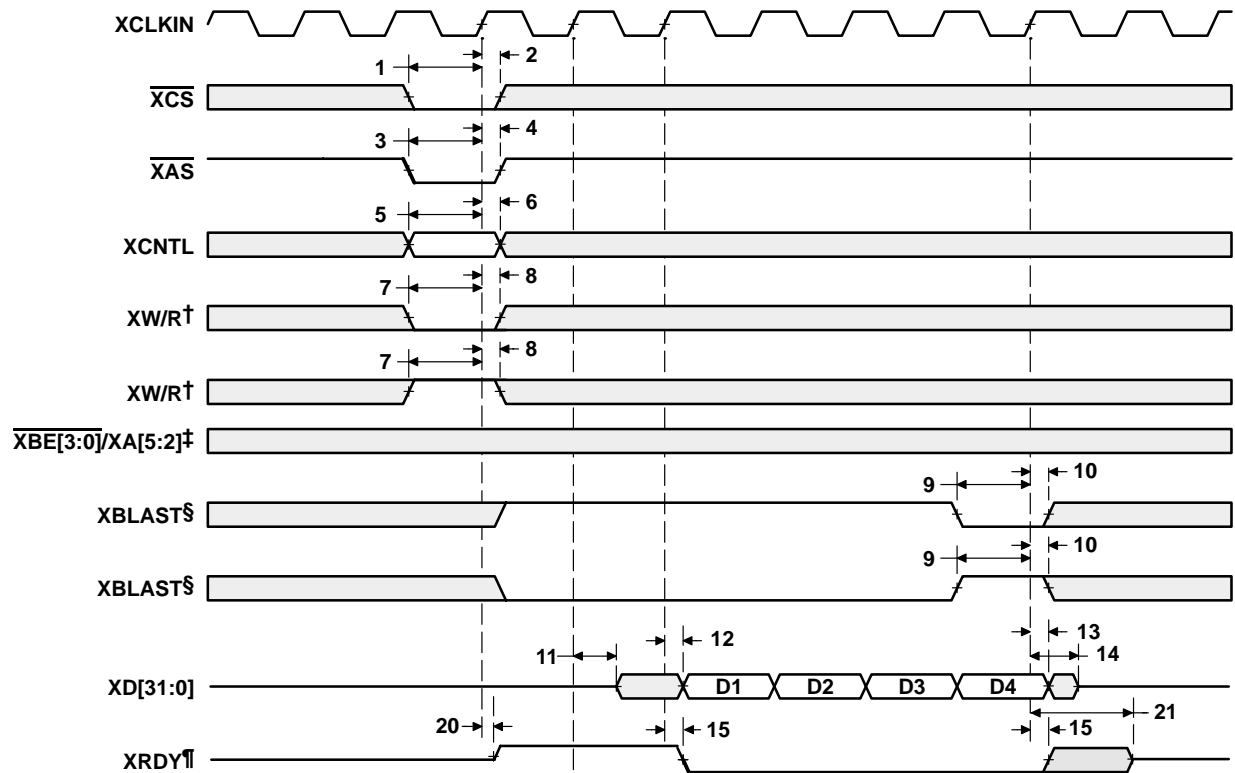 XCLKIN
1
2
XCS
3
4
XAS
5
6
XCNTL
7
8
XW/R†
7
8
XW/R†
XBE[3:0]/XA[5:2]‡
9
10
XBLAST§
9
10
XBLAST§
11
12
13
14
XD[31:0]
D1
D2
D3
D4
20
15
15
21
XRDY¶